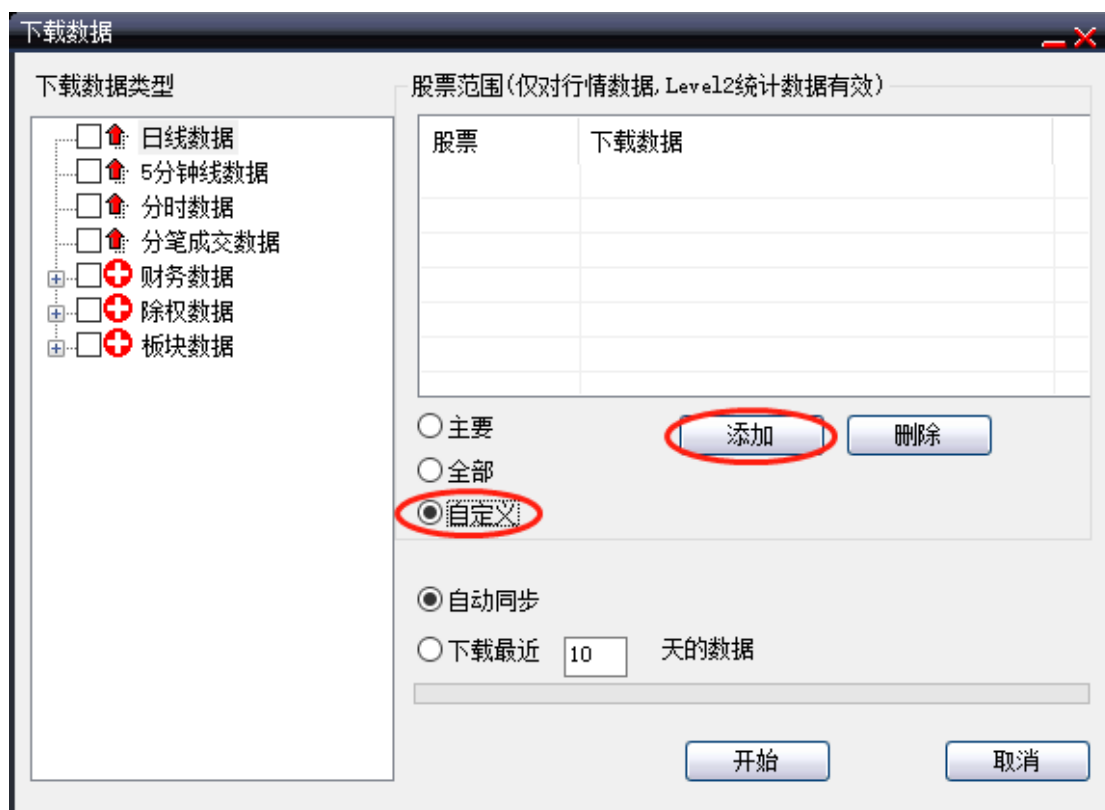 下载数据
下载数据类型
日线数据
5分钟线数据
分时数据
分笔成交数据
财务数据
除权数据
板块数据
股票范围(仅对行情数据,Level2统计数据有效)
股票 下载数据
主要
添加 删除
全部
自定义
自动同步
下载最近 10 天的数据
开始 取消